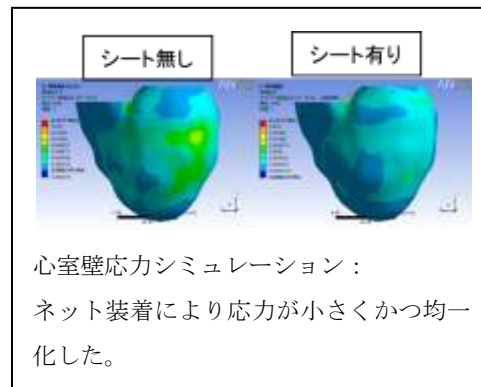 シート無し
シート有り
心室壁応力シミュレーション：
ネット装着により応力が小さくかつ均一
化した。